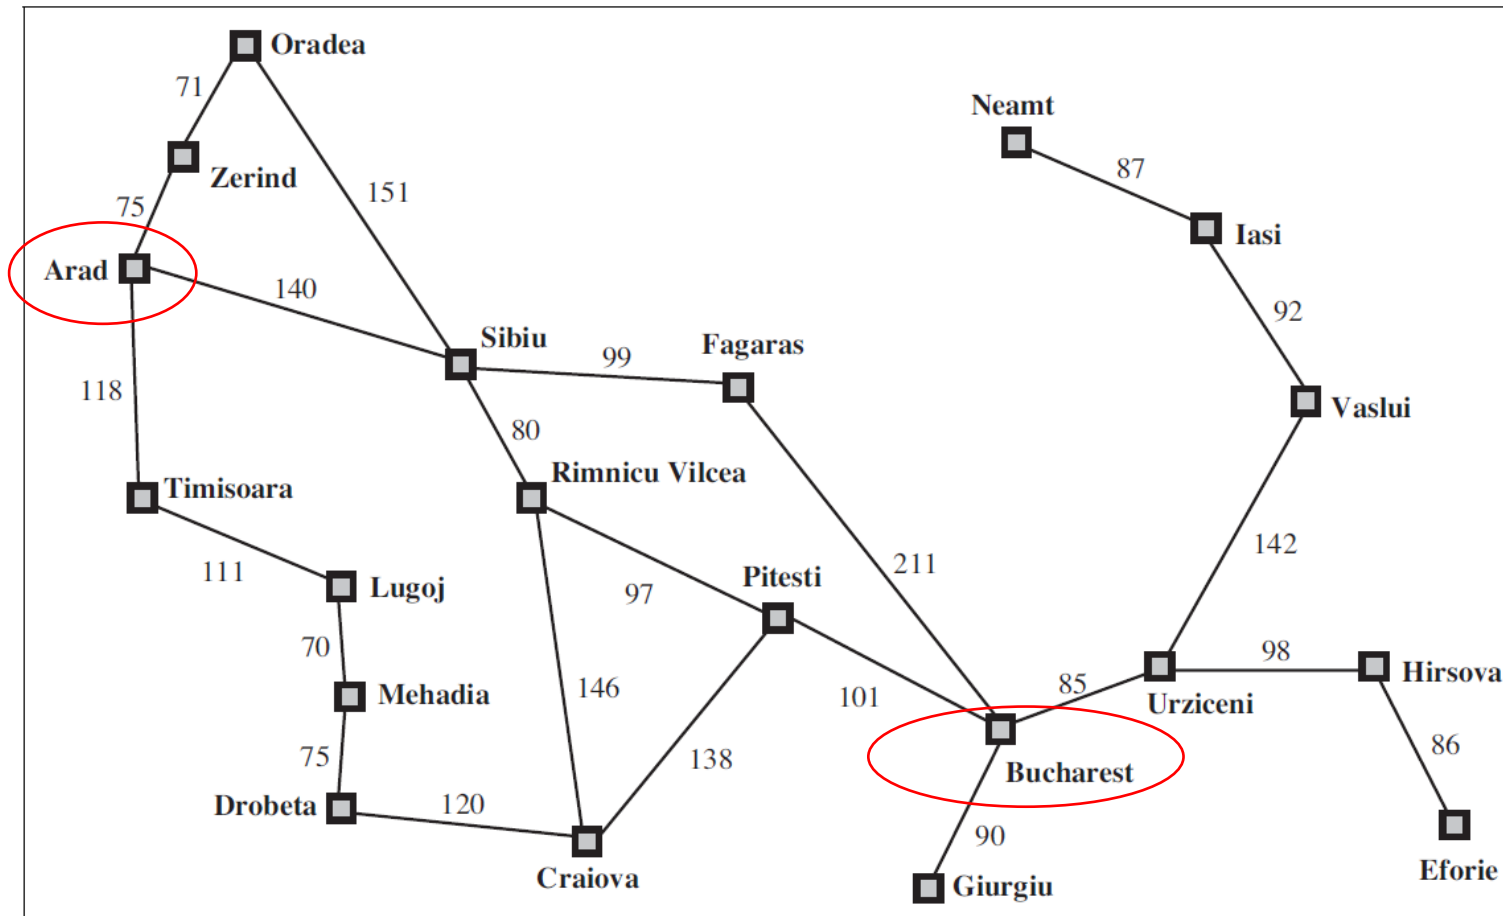 Oradea
71
Neamt
87
Zerind
151
75
Iasi
Arad
140
92
Sibiu
Fagaras
99
118
Vaslui
80
Rimnicu Vilcea
Timisoara
142
211
111
Pitesti
Lugoj
97
70
98
Hirsova
85
Mehadia
146
101
Urziceni
86
75
138
Bucharest
Drobeta
120
90
Craiova
Giurgiu
Eforie